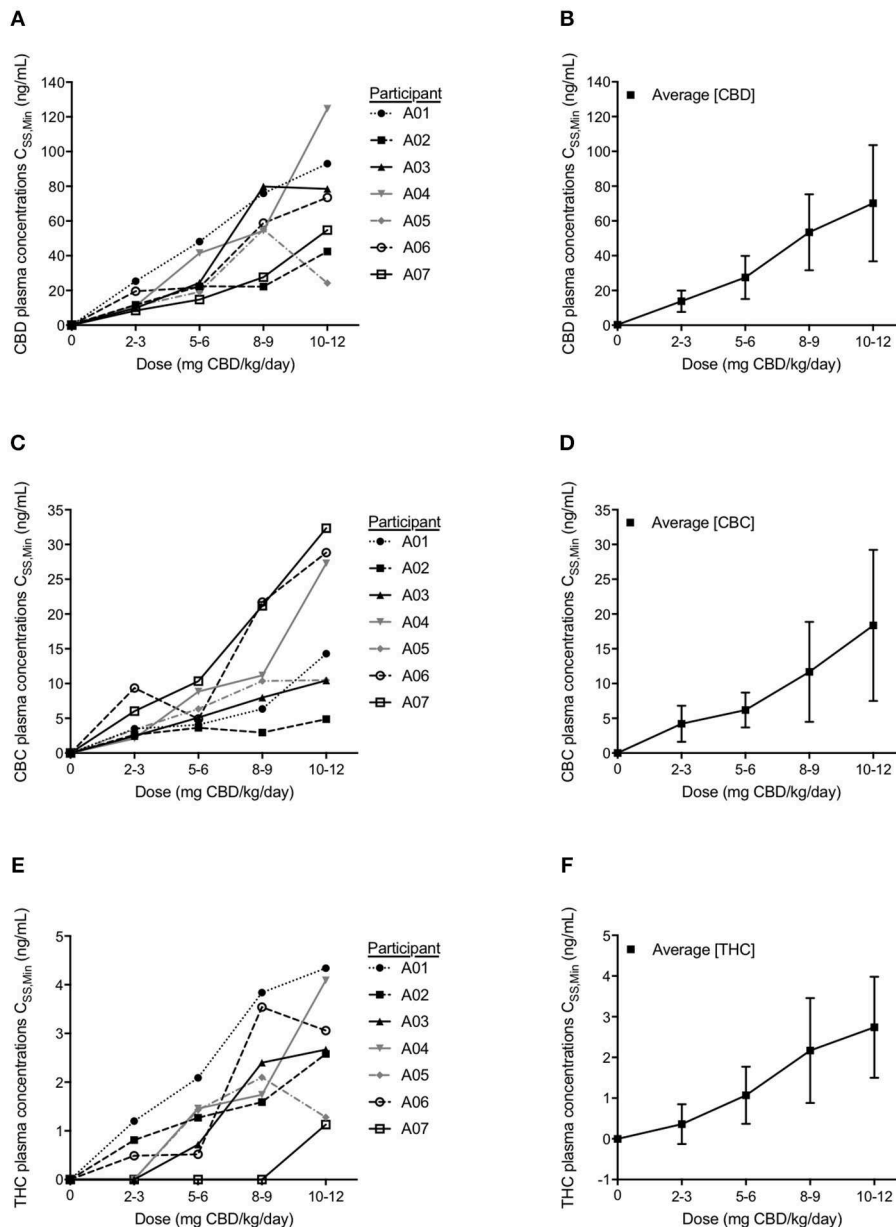 A
CBD plasma concentrations CSS,Min (ng/mL)
140
120
100
80
60
40
20
0
0
2-3
5-6
8-9
10-12
Dose (mg CBD/kg/day)
Participant
A01
A02
A03
A04
A05
A06
A07
B
CBD plasma concentrations CSS,Min (ng/mL)
140
120
100
80
60
40
20
0
Average [CBD]
0
2-3
5-6
8-9
10-12
Dose (mg CBD/kg/day)
C
CBC plasma concentrations CSS,Min (ng/mL)
35
30
25
20
15
10
5
0
0
2-3
5-6
8-9
10-12
Dose (mg CBD/kg/day)
Participant
A01
A02
A03
A04
A05
A06
A07
D
CBC plasma concentrations CSS,Min (ng/mL)
35
30
25
20
15
10
5
0
Average [CBC]
0
2-3
5-6
8-9
10-12
Dose (mg CBD/kg/day)
E
THC plasma concentrations CSS,Min (ng/mL)
5
4
3
2
1
0
0
2-3
5-6
8-9
10-12
Dose (mg CBD/kg/day)
Participant
A01
A02
A03
A04
A05
A06
A07
F
THC plasma concentrations CSS,Min (ng/mL)
5
4
3
2
1
0
-1
Average [THC]
0
2-3
5-6
8-9
10-12
Dose (mg CBD/kg/day)